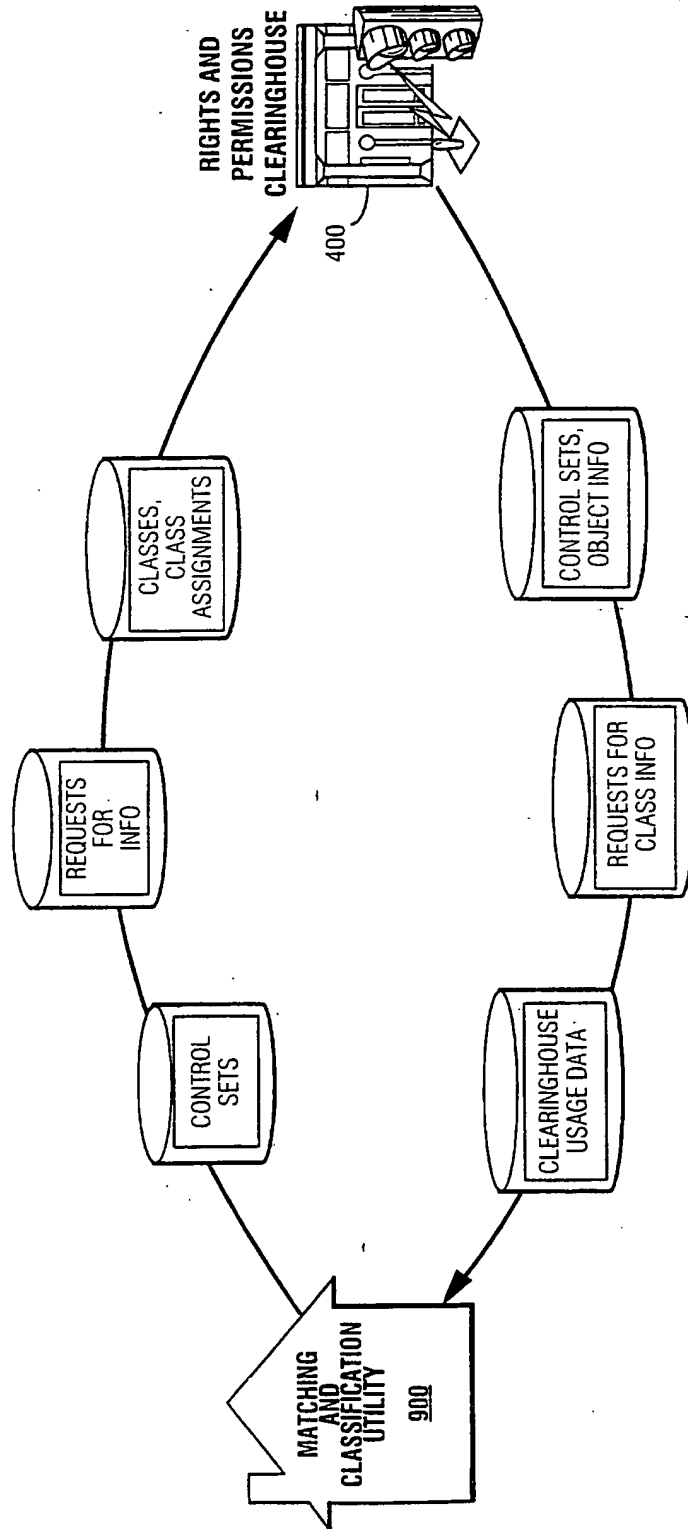 RIGHTS AND
PERMISSIONS
CLEARINGHOUSE
400
CLASSES,
CLASS
ASSIGNMENTS
REQUESTS
FOR
INFO
CONTROL
SETS
MATCHING
AND
CLASSIFICATION
UTILITY
900
CONTROL SETS,
OBJECT INFO
REQUESTS FOR
CLASS INFO
CLEARINGHOUSE
USAGE DATA